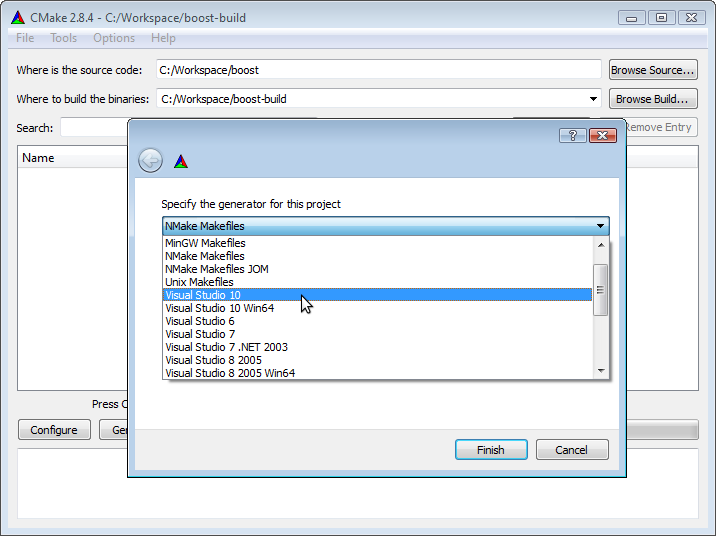 CMake 2.8.4 - C:/Workspace/boost-build
File Tools Options Help
Where is the source code: C:/Workspace/boost Browse Source...
Where to build the binaries: C:/Workspace/boost-build Browse Build...
Search: Remove Entry
Name
Specify the generator for this project
NMake Makefiles
MinGW Makefiles
NMake Makefiles
NMake Makefiles JOM
Unix Makefiles
Visual Studio 10
Visual Studio 10 Win64
Visual Studio 6
Visual Studio 7
Visual Studio 7 .NET 2003
Visual Studio 8 2005
Visual Studio 8 2005 Win64
Press C
Configure Ge
Finish Cancel